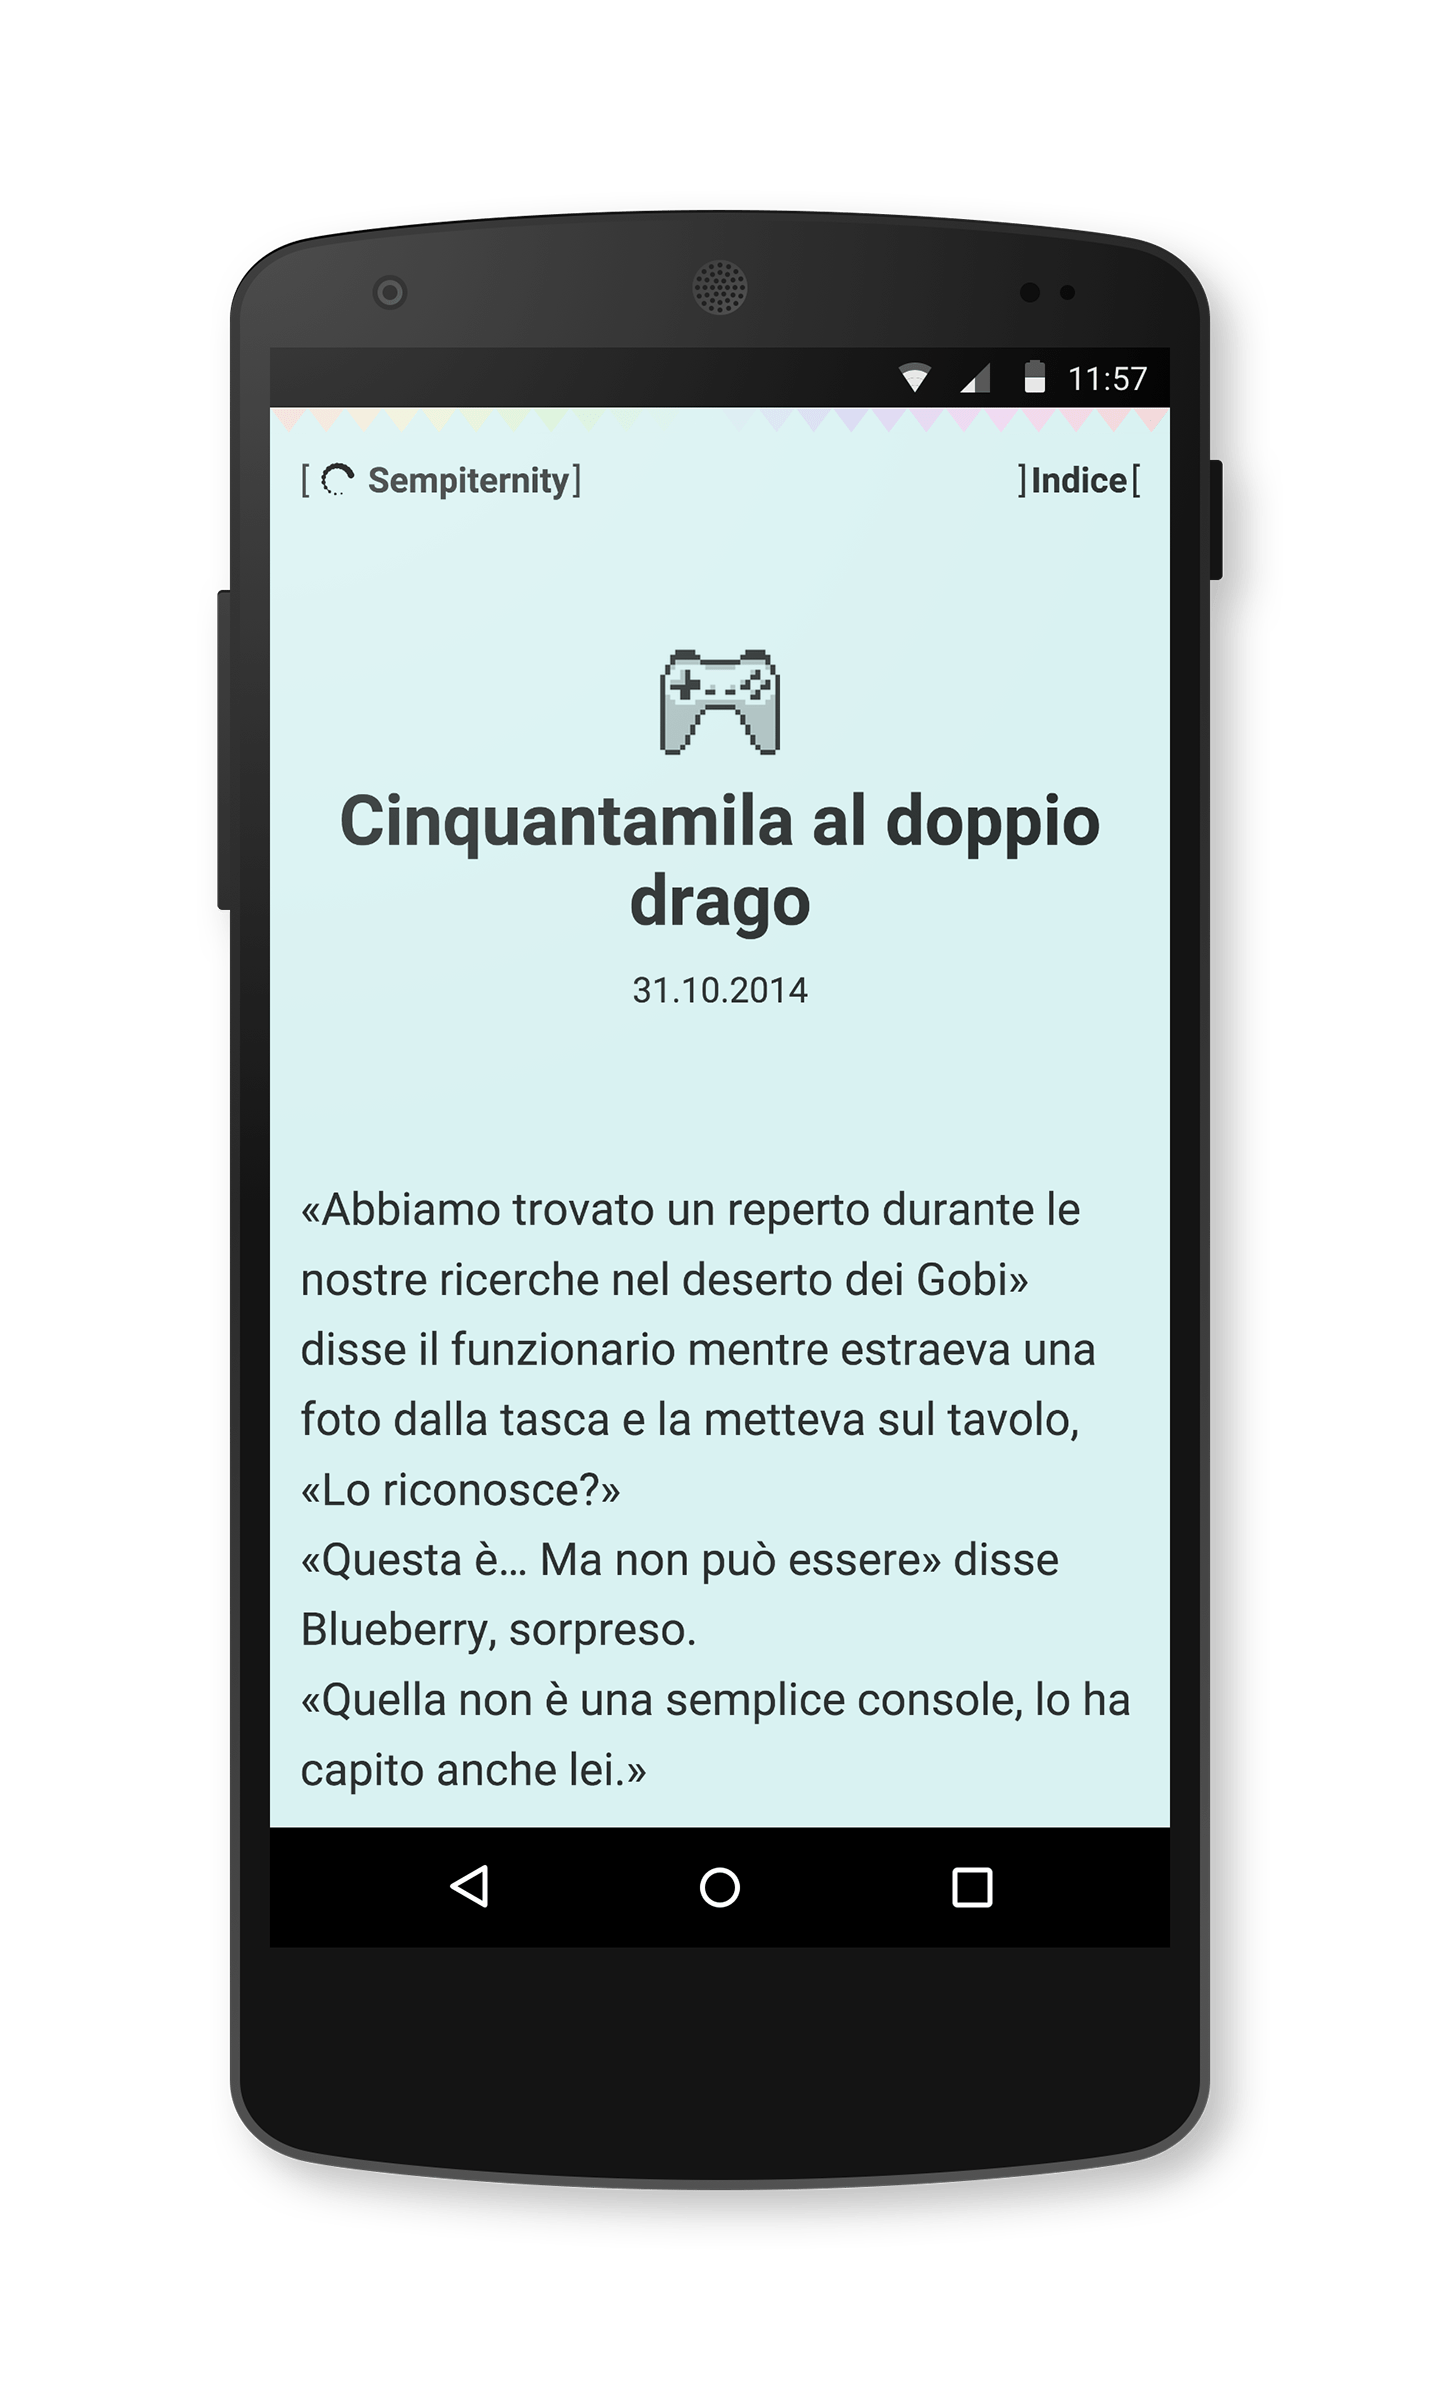 11:57
[ Sempiternity]
]Indice[
Cinquantamila al doppio
drago
31.10.2014
«Abbiamo trovato un reperto durante le
nostre ricerche nel deserto dei Gobi»
disse il funzionario mentre estraeva una
foto dalla tasca e la metteva sul tavolo,
«Lo riconosce?»
«Questa è… Ma non può essere» disse
Blueberry, sorpreso.
«Quella non è una semplice console, lo ha
capito anche lei.»